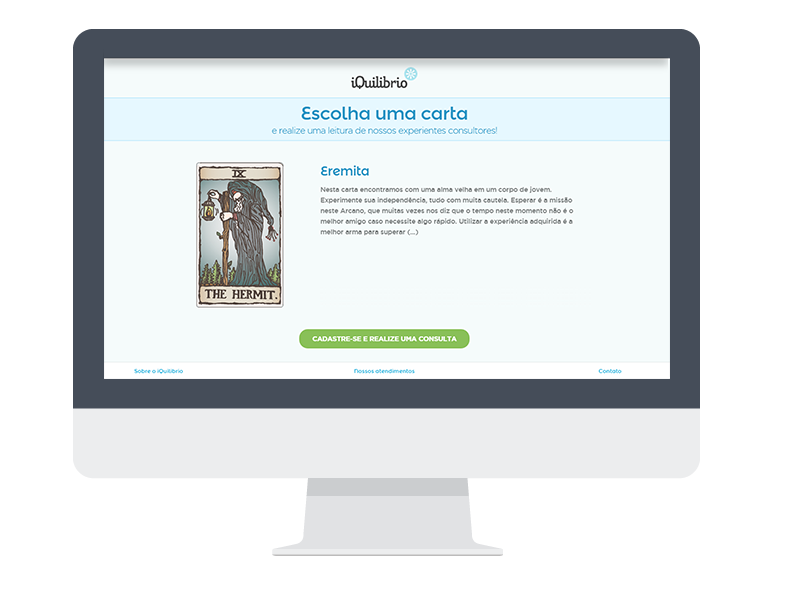 iQuilibrio
Escolha uma carta
e realize uma leitura de nossos experientes consultores!
IX
THE HERMIT.
Eremita
Nesta carta encontramos com uma alma velha em um corpo de jovem.
Experimente sua independência, tudo com muita cautela. Esperar é a missão
neste Arcano, que muitas vezes nos diz que o tempo neste momento não é o
melhor amigo caso necessite algo rápido. Utilizar a experiência adquirida é a
melhor arma para superar (...)
CADASTRE-SE E REALIZE UMA CONSULTA
Sobre o iQuilibrio
Nossos atendimentos
Contato